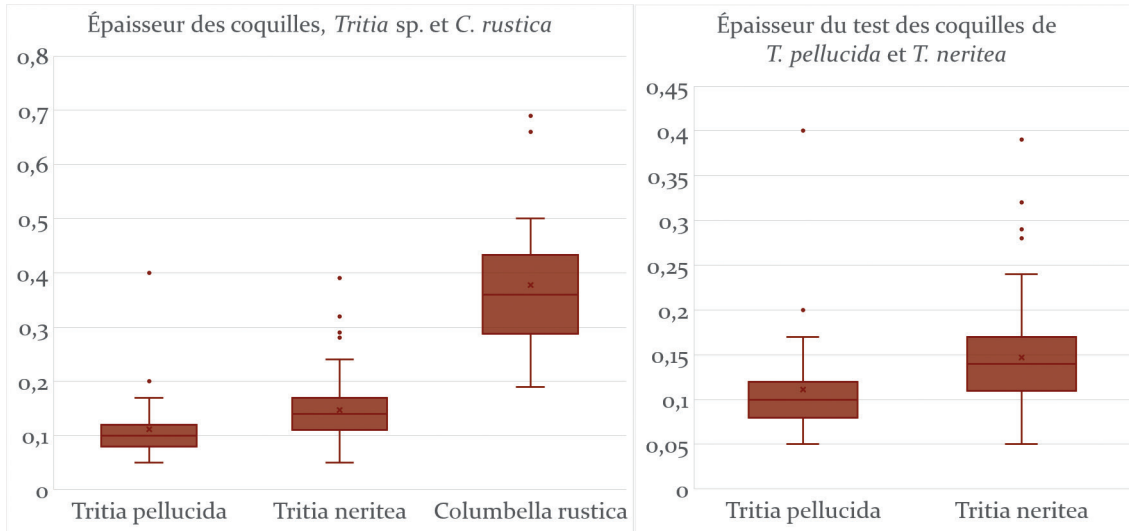 Épaisseur des coquilles, Tritia sp. et C. rustica
0,8
0,7
0,6
0,5
0,4
0,3
0,2
0,1
0
Tritia pellucida
Tritia neritea
Columbella rustica
Épaisseur du test des coquilles de
T. pellucida et T. neritea
0,45
0,4
0,35
0,3
0,25
0,2
0,15
0,1
0,05
0
Tritia pellucida
Tritia neritea